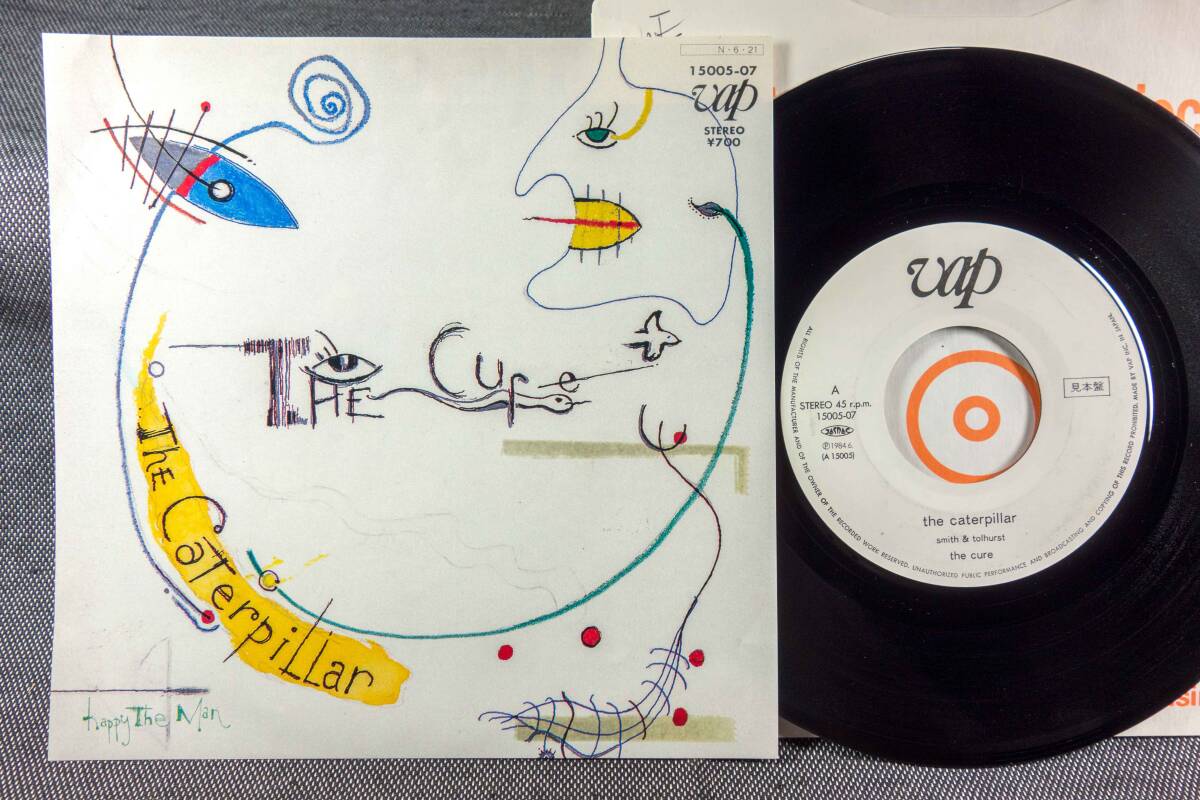 N・6・21
15005-07
vap
STEREO
¥700
The Cure
The Caterpillar
happy The Man
vap
A
STEREO 45 r.p.m.
15005-07
℗1984.6.
(A 15005)
見本盤
the caterpillar
smith & tolhurst
the cure
ALL RIGHTS OF THE MANUFACTURER AND OF THE OWNER OF THE RECORDED WORK RESERVED. UNAUTHORIZED PUBLIC PERFORMANCE AND BROADCASTING AND COPYING OF THIS RECORD PROHIBITED. MADE BY VAP INC. IN JAPAN.